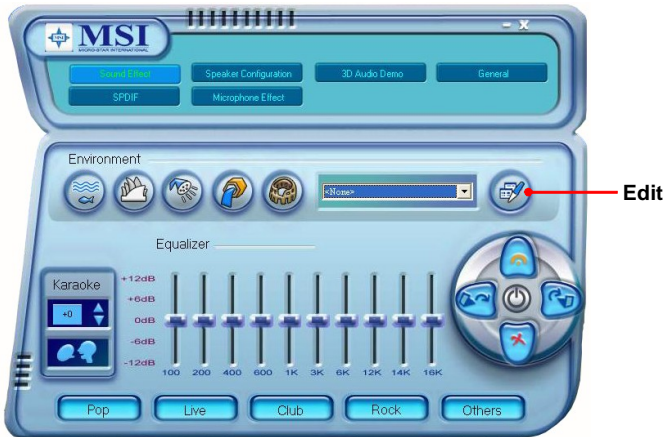 MSI
MICRO-STAR INTERNATIONAL
- x
Sound Effect
Speaker Configuration
3D Audio Demo
General
SPDIF
Microphone Effect
Environment
<None>
Edit
Equalizer
Karaoke
+0
+12dB
+6dB
0dB
-6dB
-12dB
100 200 400 600 1K 3K 6K 12K 14K 16K
Pop
Live
Club
Rock
Others